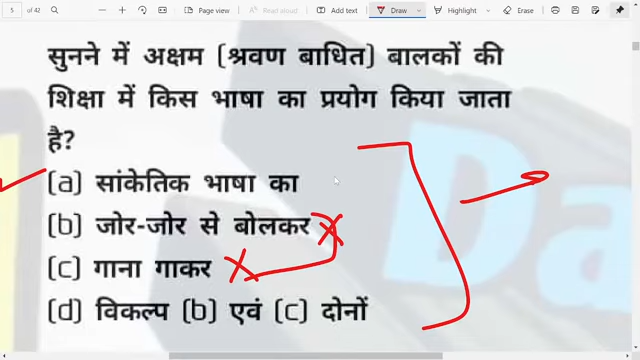 5 of 42
Page view
Read aloud
Add text
Draw
Highlight
Erase
सुनने में अक्षम (श्रवण बाधित) बालकों की
शिक्षा में किस भाषा का प्रयोग किया जाता
है?
(a) सांकेतिक भाषा का
(b) जोर-जोर से बोलकर
(c) गाना गाकर
(d) विकल्प (b) एवं (c) दोनों
Da